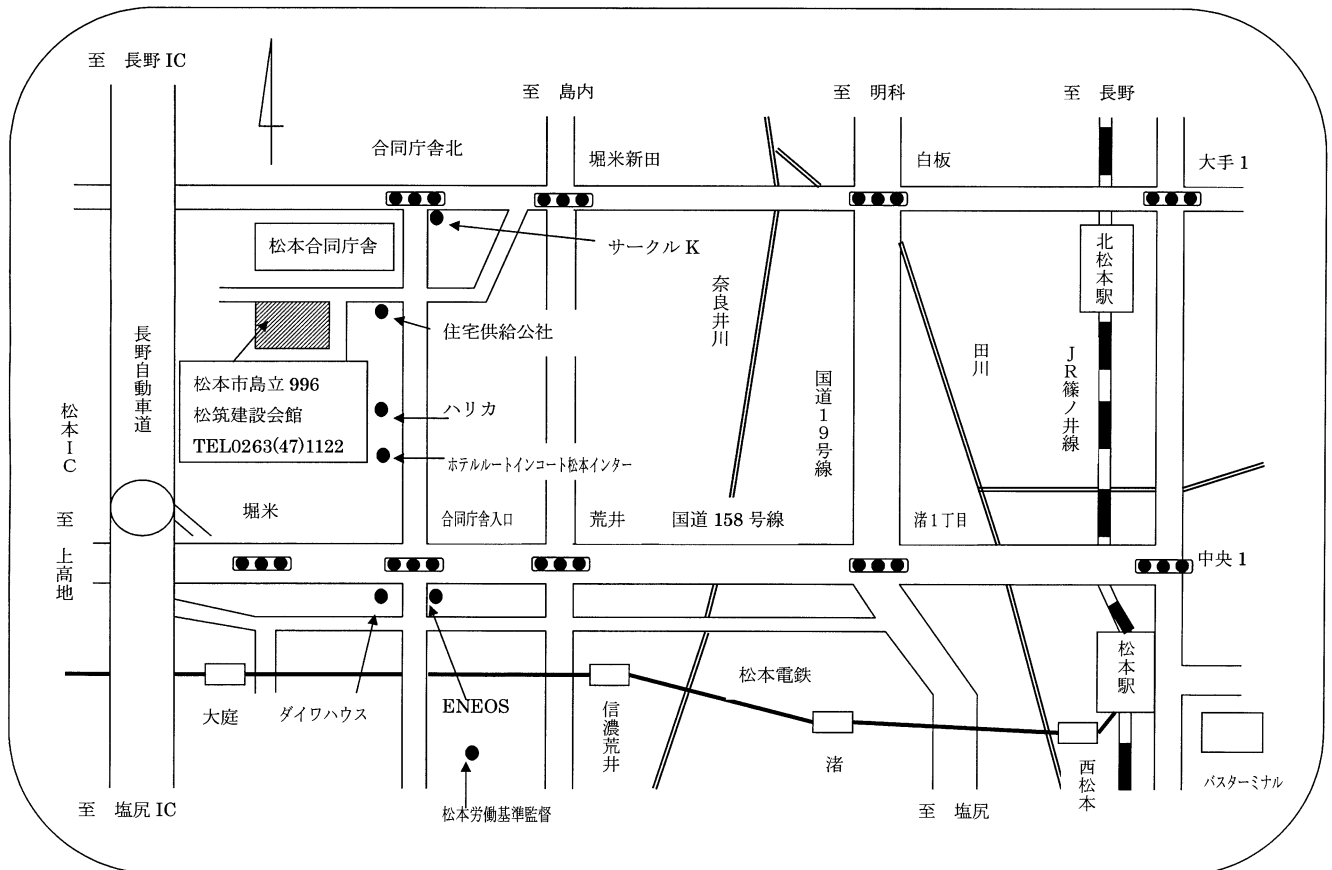 至 長野 IC
至 島内
至 明科
至 長野
合同庁舎北
堀米新田
白板
大手 1
松本合同庁舎
サークル K
北松本駅
奈良井川
住宅供給公社
長野自動車道
田川
JR篠ノ井線
国道19号線
松本市島立 996
松筑建設会館
TEL0263(47)1122
ハリカ
松本IC
ホテルルートインコート松本インター
堀米
合同庁舎入口
荒井
国道 158 号線
渚1丁目
至 上高地
中央 1
松本駅
大庭
ダイワハウス
ENEOS
信濃荒井
松本電鉄
渚
西松本
バスターミナル
至 塩尻 IC
松本労働基準監督
至 塩尻